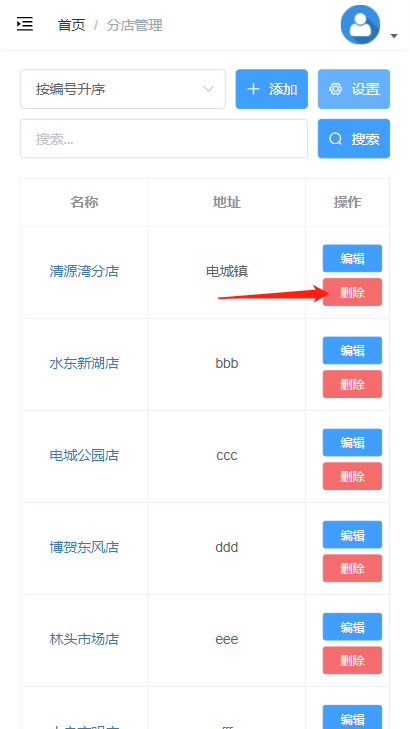 首页 / 分店管理
按编号升序 添加 设置
搜索... 搜索
名称 地址 操作
清源湾分店 电城镇 编辑
删除
水东新湖店 bbb 编辑
删除
电城公园店 ccc 编辑
删除
博贺东风店 ddd 编辑
删除
林头市场店 eee 编辑
删除
编辑